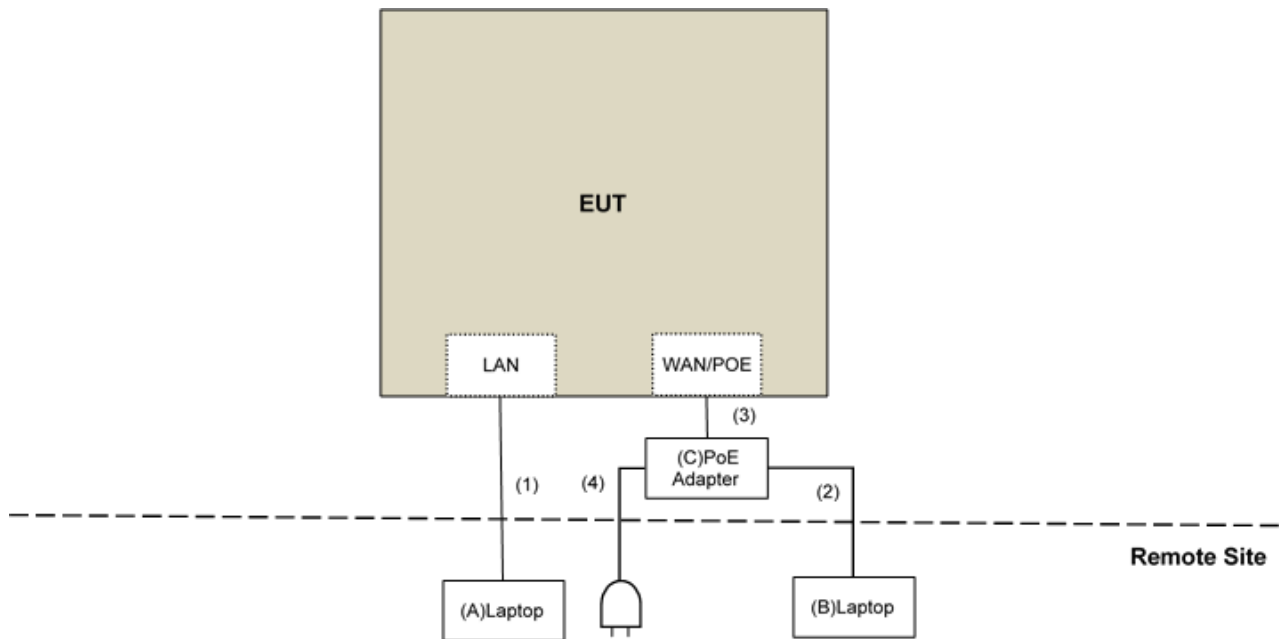 EUT
LAN
WAN/POE
(3)
(C)PoE
Adapter
(1)
(4)
(2)
Remote Site
(A)Laptop
(B)Laptop